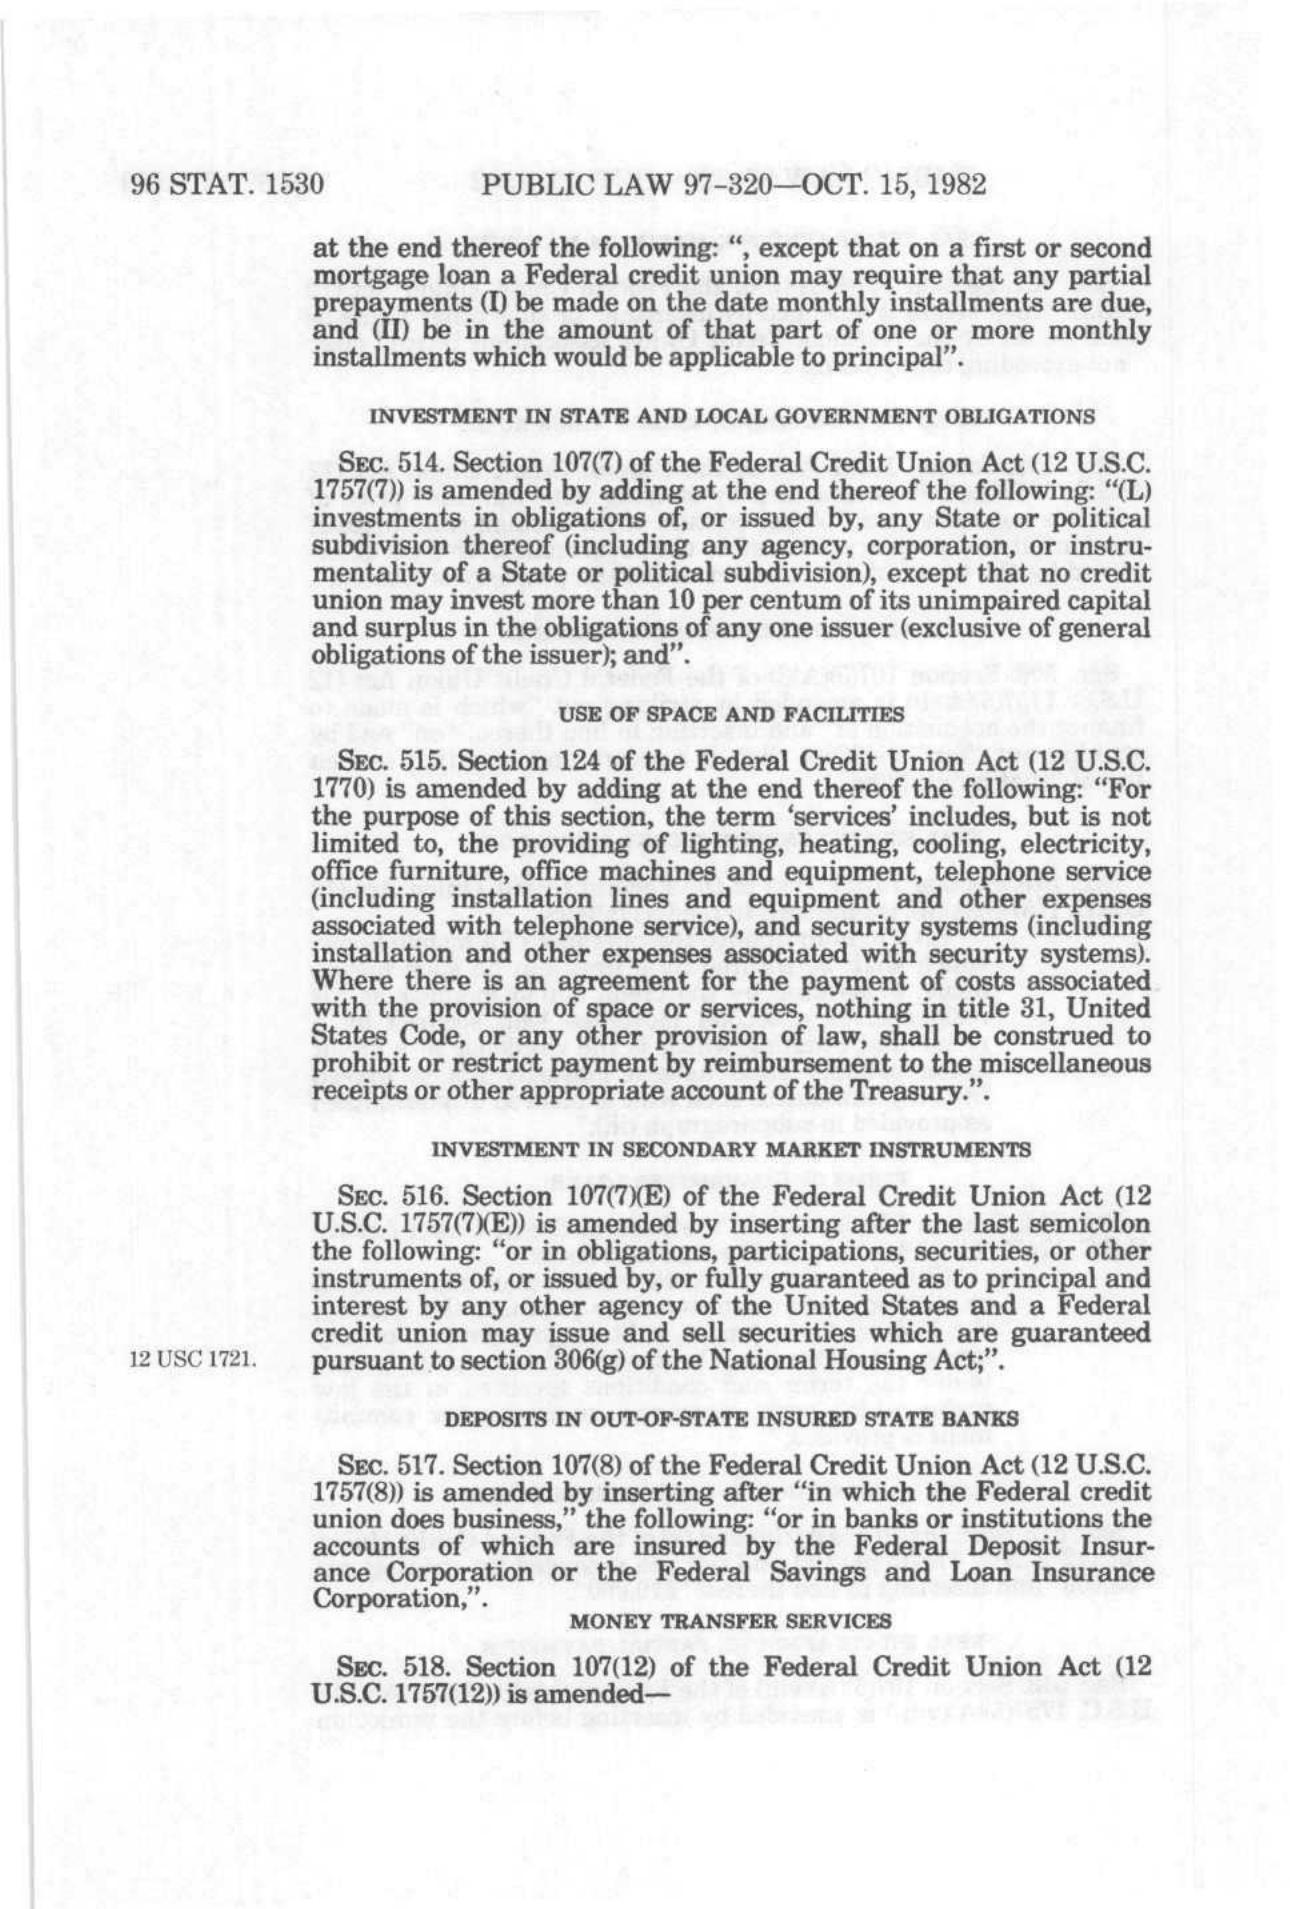 96 STAT. 1530
PUBLIC LAW 97-320—OCT. 15, 1982
at the end thereof the following: “, except that on a first or second
mortgage loan a Federal credit union may require that any partial
prepayments (I) be made on the date monthly installments are due,
and (II) be in the amount of that part of one or more monthly
installments which would be applicable to principal”.
INVESTMENT IN STATE AND LOCAL GOVERNMENT OBLIGATIONS
SEC. 514. Section 107(7) of the Federal Credit Union Act (12 U.S.C.
1757(7)) is amended by adding at the end thereof the following: “(L)
investments in obligations of, or issued by, any State or political
subdivision thereof (including any agency, corporation, or instru-
mentality of a State or political subdivision), except that no credit
union may invest more than 10 per centum of its unimpaired capital
and surplus in the obligations of any one issuer (exclusive of general
obligations of the issuer); and”.
USE OF SPACE AND FACILITIES
SEC. 515. Section 124 of the Federal Credit Union Act (12 U.S.C.
1770) is amended by adding at the end thereof the following: “For
the purpose of this section, the term ‘services’ includes, but is not
limited to, the providing of lighting, heating, cooling, electricity,
office furniture, office machines and equipment, telephone service
(including installation lines and equipment and other expenses
associated with telephone service), and security systems (including
installation and other expenses associated with security systems).
Where there is an agreement for the payment of costs associated
with the provision of space or services, nothing in title 31, United
States Code, or any other provision of law, shall be construed to
prohibit or restrict payment by reimbursement to the miscellaneous
receipts or other appropriate account of the Treasury.”.
INVESTMENT IN SECONDARY MARKET INSTRUMENTS
SEC. 516. Section 107(7)(E) of the Federal Credit Union Act (12
U.S.C. 1757(7)(E)) is amended by inserting after the last semicolon
the following: “or in obligations, participations, securities, or other
instruments of, or issued by, or fully guaranteed as to principal and
interest by any other agency of the United States and a Federal
credit union may issue and sell securities which are guaranteed
12 USC 1721.
pursuant to section 306(g) of the National Housing Act;”.
DEPOSITS IN OUT-OF-STATE INSURED STATE BANKS
SEC. 517. Section 107(8) of the Federal Credit Union Act (12 U.S.C.
1757(8)) is amended by inserting after “in which the Federal credit
union does business,” the following: “or in banks or institutions the
accounts of which are insured by the Federal Deposit Insur-
ance Corporation or the Federal Savings and Loan Insurance
Corporation,”.
MONEY TRANSFER SERVICES
SEC. 518. Section 107(12) of the Federal Credit Union Act (12
U.S.C. 1757(12)) is amended—